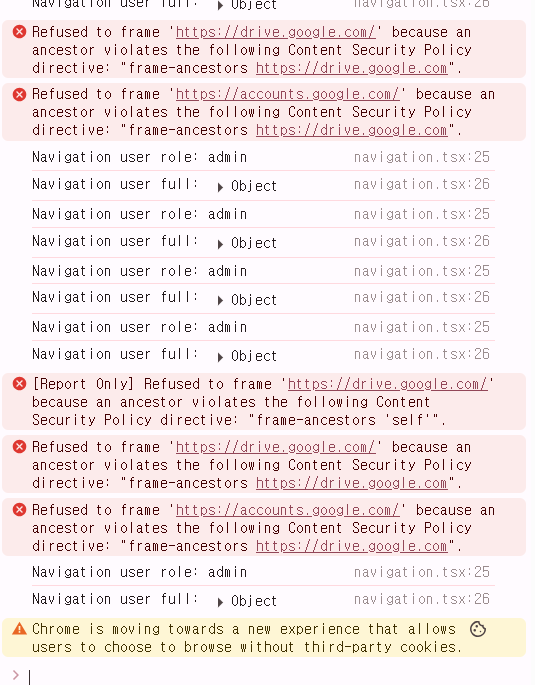 Navigation user full: ▶ Object navigation.tsx:26
Refused to frame 'https://drive.google.com/' because an
ancestor violates the following Content Security Policy
directive: "frame-ancestors https://drive.google.com".
Refused to frame 'https://accounts.google.com/' because an
ancestor violates the following Content Security Policy
directive: "frame-ancestors https://drive.google.com".
Navigation user role: admin navigation.tsx:25
Navigation user full: ▶ Object navigation.tsx:26
Navigation user role: admin navigation.tsx:25
Navigation user full: ▶ Object navigation.tsx:26
Navigation user role: admin navigation.tsx:25
Navigation user full: ▶ Object navigation.tsx:26
Navigation user role: admin navigation.tsx:25
Navigation user full: ▶ Object navigation.tsx:26
[Report Only] Refused to frame 'https://drive.google.com/'
because an ancestor violates the following Content
Security Policy directive: "frame-ancestors 'self'".
Refused to frame 'https://drive.google.com/' because an
ancestor violates the following Content Security Policy
directive: "frame-ancestors https://drive.google.com".
Refused to frame 'https://accounts.google.com/' because an
ancestor violates the following Content Security Policy
directive: "frame-ancestors https://drive.google.com".
Navigation user role: admin navigation.tsx:25
Navigation user full: ▶ Object navigation.tsx:26
Chrome is moving towards a new experience that allows
users to choose to browse without third-party cookies.